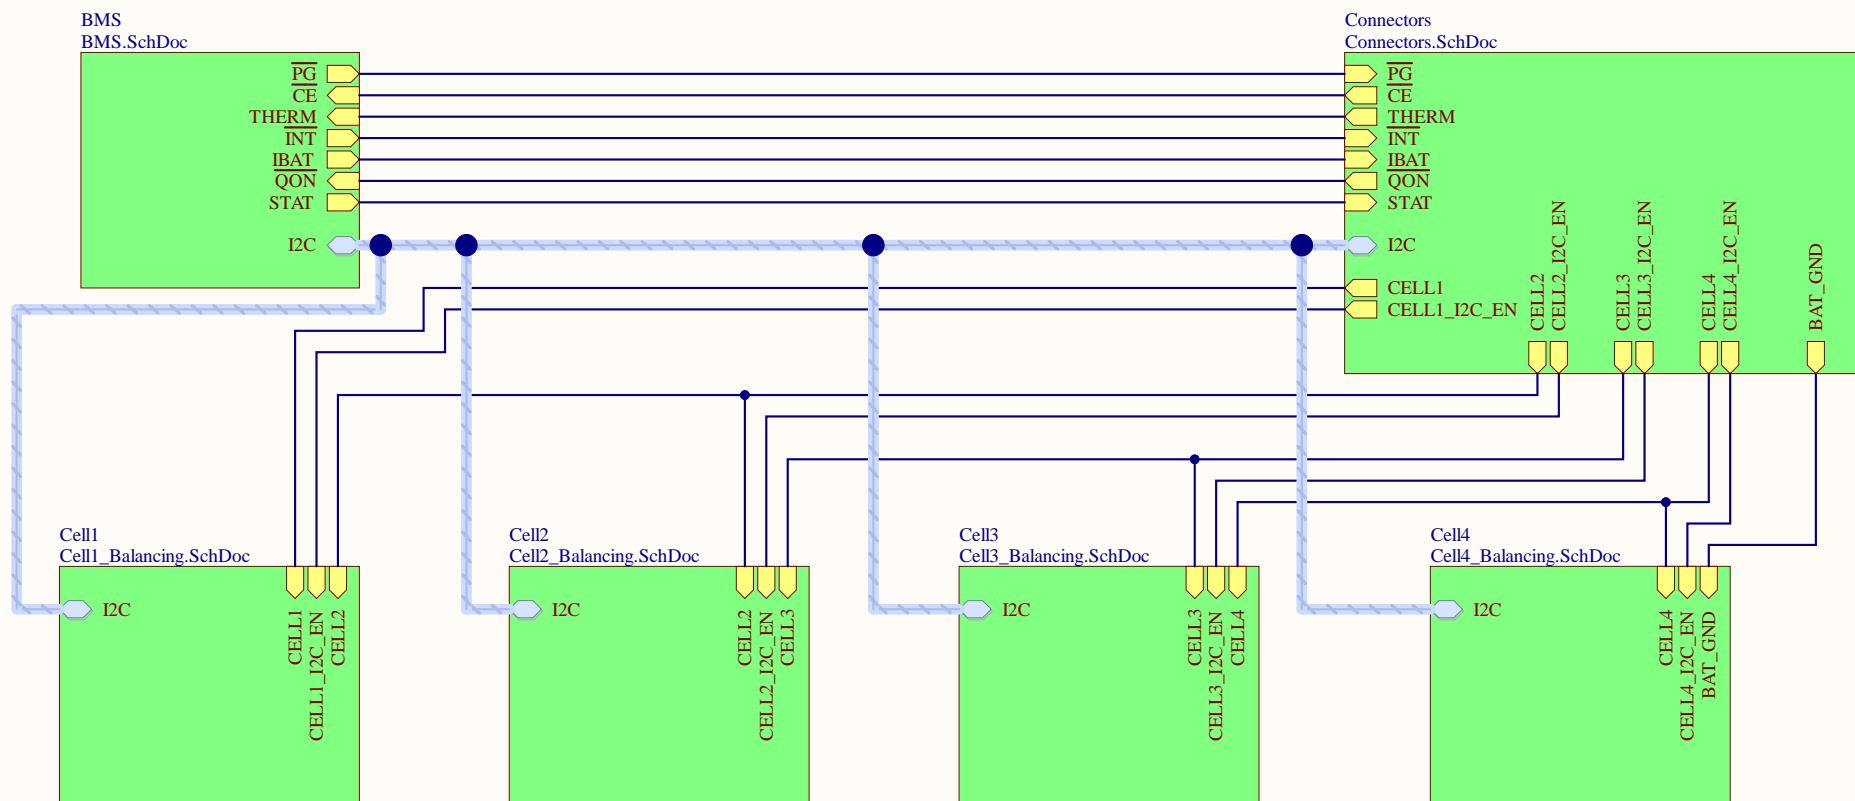 BMS
BMS.SchDoc
PG
CE
THERM
INT
IBAT
QON
STAT
I2C
Connectors
Connectors.SchDoc
PG
CE
THERM
INT
IBAT
QON
STAT
I2C
CELL1
CELL1_I2C_EN
CELL2
CELL2_I2C_EN
CELL3
CELL3_I2C_EN
CELL4
CELL4_I2C_EN
BAT_GND
Cell1
Cell1_Balancing.SchDoc
I2C
CELL1
CELL1_I2C_EN
CELL2
Cell2
Cell2_Balancing.SchDoc
I2C
CELL2
CELL2_I2C_EN
CELL3
Cell3
Cell3_Balancing.SchDoc
I2C
CELL3
CELL3_I2C_EN
CELL4
Cell4
Cell4_Balancing.SchDoc
I2C
CELL4
CELL4_I2C_EN
BAT_GND